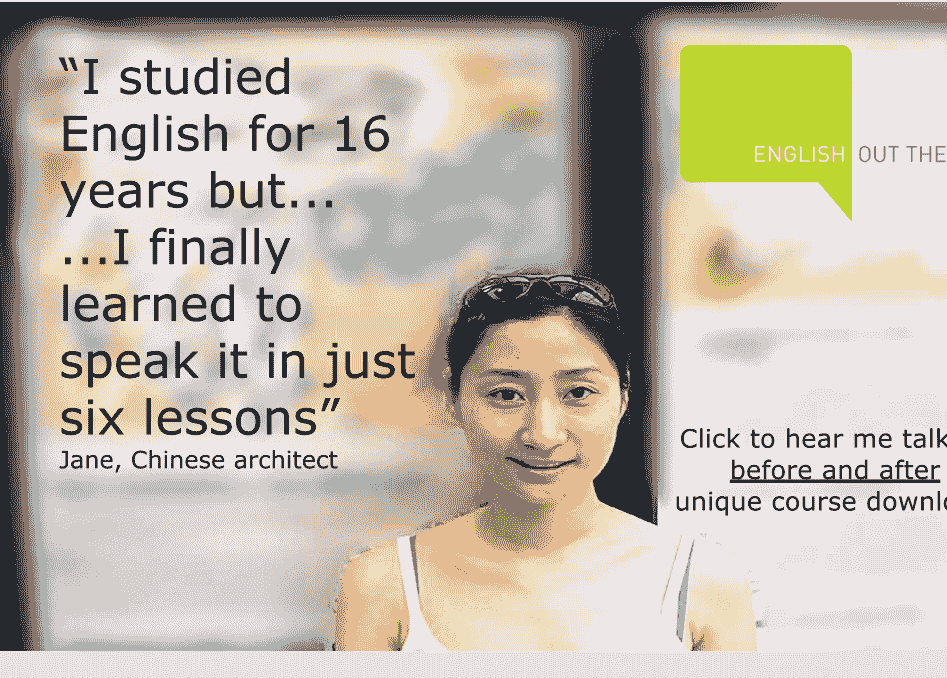 “I studied
English for 16
years but...
...I finally
learned to
speak it in just
six lessons”
Jane, Chinese architect
ENGLISH OUT THE
Click to hear me talk
before and after
unique course downlo